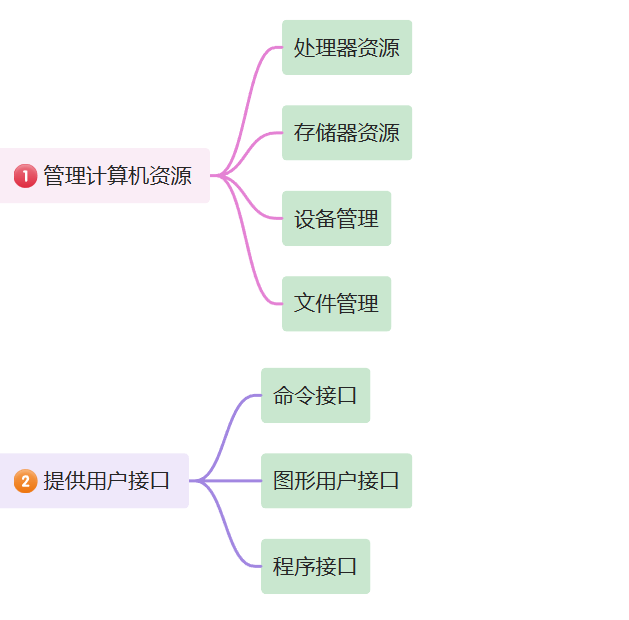 1 管理计算机资源
处理器资源
存储器资源
设备管理
文件管理
2 提供用户接口
命令接口
图形用户接口
程序接口